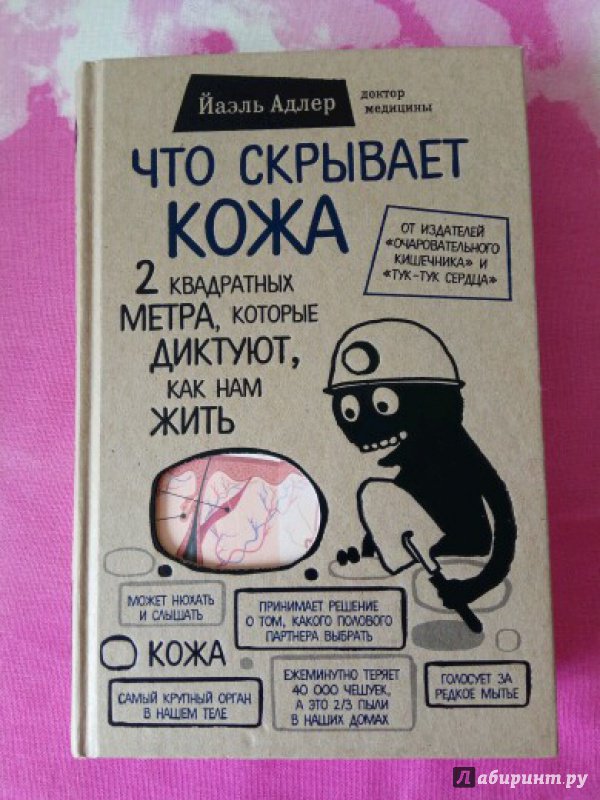 Йаэль Адлер
доктор
медицины
ЧТО СКРЫВАЕТ
КОЖА
ОТ ИЗДАТЕЛЕЙ
«ОЧАРОВАТЕЛЬНОГО
КИШЕЧНИКА» И
«ТУК-ТУК СЕРДЦА»
2 КВАДРАТНЫХ
МЕТРА, КОТОРЫЕ
ДИКТУЮТ,
КАК НАМ
ЖИТЬ
МОЖЕТ НЮХАТЬ
И СЛЫШАТЬ
ПРИНИМАЕТ РЕШЕНИЕ
О ТОМ, КАКОГО ПОЛОВОГО
ПАРТНЕРА ВЫБРАТЬ
КОЖА
САМЫЙ КРУПНЫЙ ОРГАН
В НАШЕМ ТЕЛЕ
ЕЖЕМИНУТНО ТЕРЯЕТ
40 000 ЧЕШУЕК,
А ЭТО 2/3 ПЫЛИ
В НАШИХ ДОМАХ
ГОЛОСУЕТ ЗА
РЕДКОЕ МЫТЬЕ
Лабиринт.ру